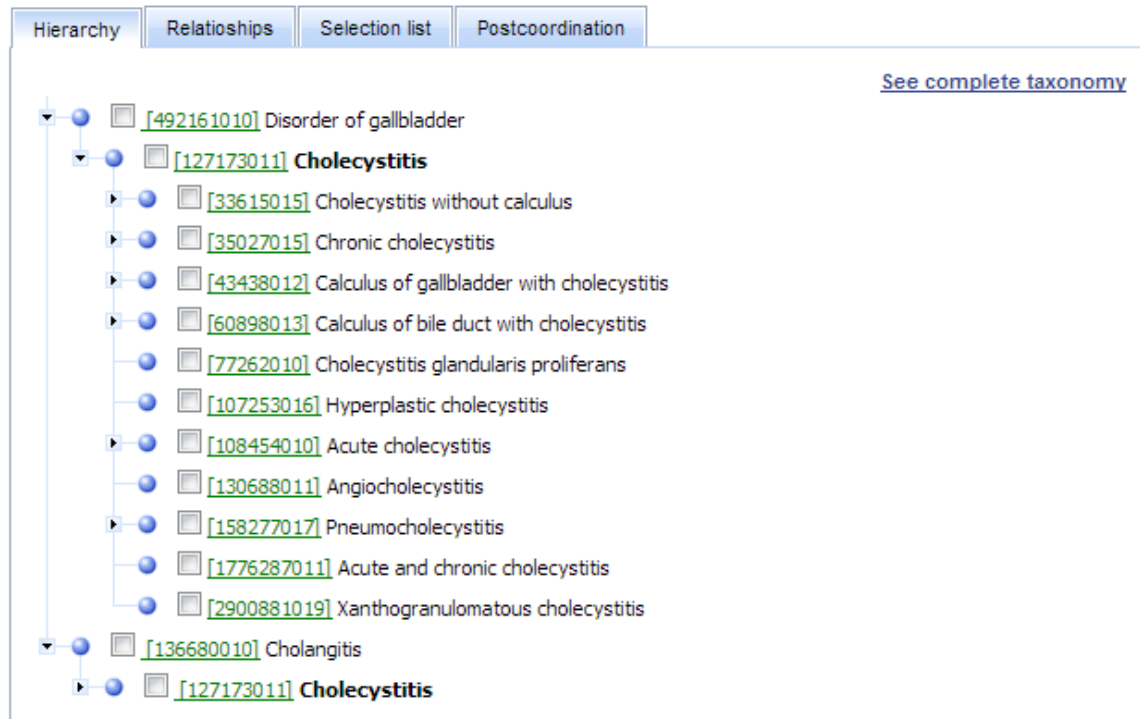 Hierarchy Relatioships Selection list Postcoordination
See complete taxonomy
[492161010] Disorder of gallbladder
[127173011] Cholecystitis
[33615015] Cholecystitis without calculus
[35027015] Chronic cholecystitis
[43438012] Calculus of gallbladder with cholecystitis
[60898013] Calculus of bile duct with cholecystitis
[77262010] Cholecystitis glandularis proliferans
[107253016] Hyperplastic cholecystitis
[108454010] Acute cholecystitis
[130688011] Angiocholecystitis
[158277017] Pneumocholecystitis
[1776287011] Acute and chronic cholecystitis
[2900881019] Xanthogranulomatous cholecystitis
[136680010] Cholangitis
[127173011] Cholecystitis